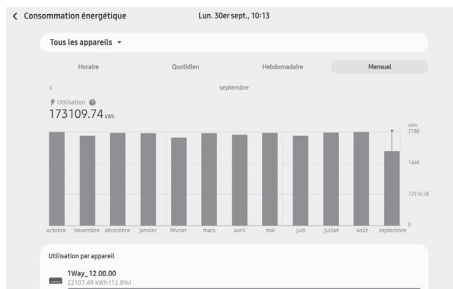 Consommation énergétique
Lun. 30er sept., 10:13
Tous les appareils
Horaire Quotidien Hebdomadaire Mensuel
septembre
Utilisation
173109.74 kWh
218K
146K
72516.58
0
octobre novembre décembre janvier février mars avril mai juin juillet août septembre
Utilisation par appareil
1Way_12.00.00
22107.49 kWh (12.8%)